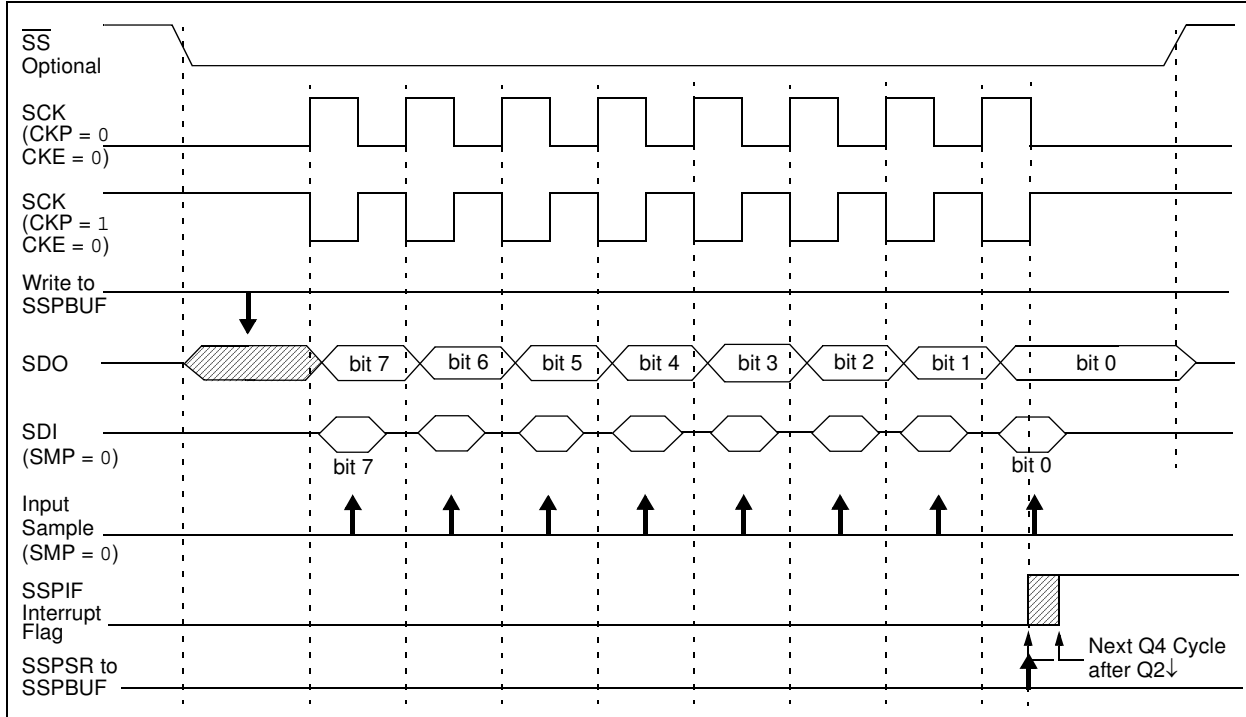 SS
Optional
SCK
(CKP = 0
CKE = 0)
SCK
(CKP = 1
CKE = 0)
Write to
SSPBUF
SDO
bit 7
bit 6
bit 5
bit 4
bit 3
bit 2
bit 1
bit 0
SDI
(SMP = 0)
bit 7
bit 0
Input
Sample
(SMP = 0)
SSPIF
Interrupt
Flag
Next Q4 Cycle
after Q2↓
SSPSR to
SSPBUF